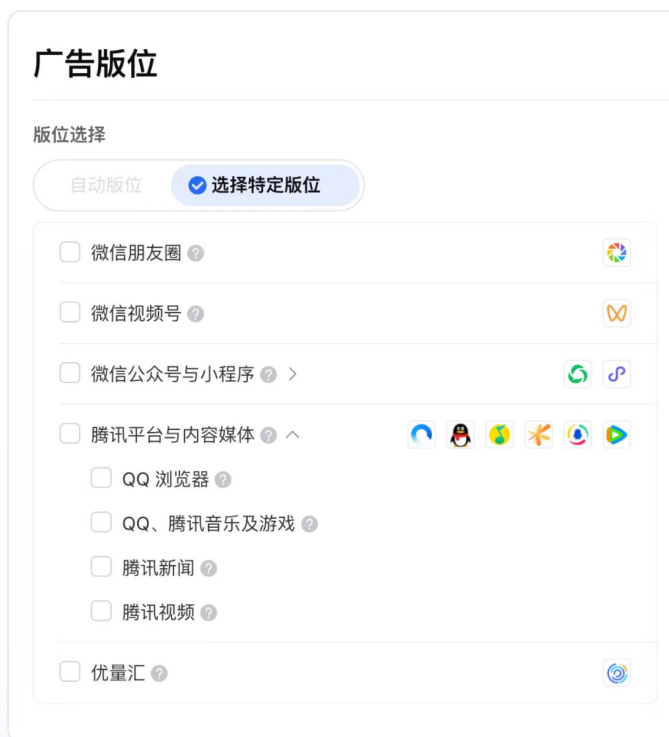 广告版位
版位选择
自动版位 选择特定版位
微信朋友圈 ?
微信视频号 ?
微信公众号与小程序 ?
腾讯平台与内容媒体 ?
QQ 浏览器 ?
QQ、腾讯音乐及游戏 ?
腾讯新闻 ?
腾讯视频 ?
优量汇 ?